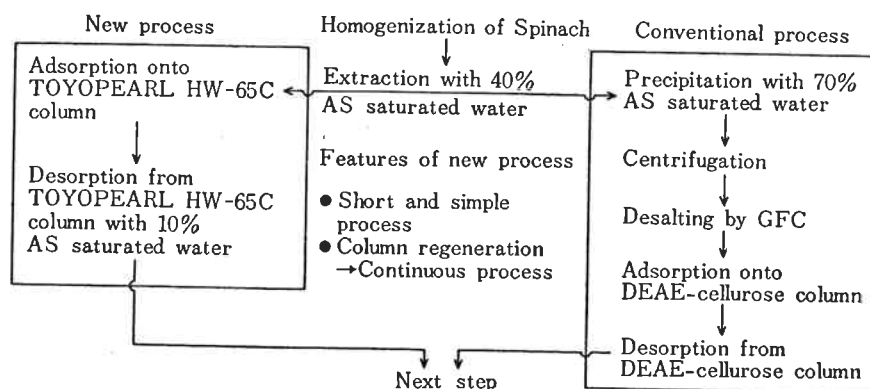 New process
Adsorption onto
TOYOPEARL HW-65C
column
Desorption from
TOYOPEARL HW-65C
column with 10%
AS saturated water
Homogenization of Spinach
Extraction with 40%
AS saturated water
Features of new process
● Short and simple
process
● Column regeneration
→Continuous process
Conventional process
Precipitation with 70%
AS saturated water
Centrifugation
Desalting by GFC
Adsorption onto
DEAE-cellurose column
Desorption from
DEAE-cellurose column
Next step